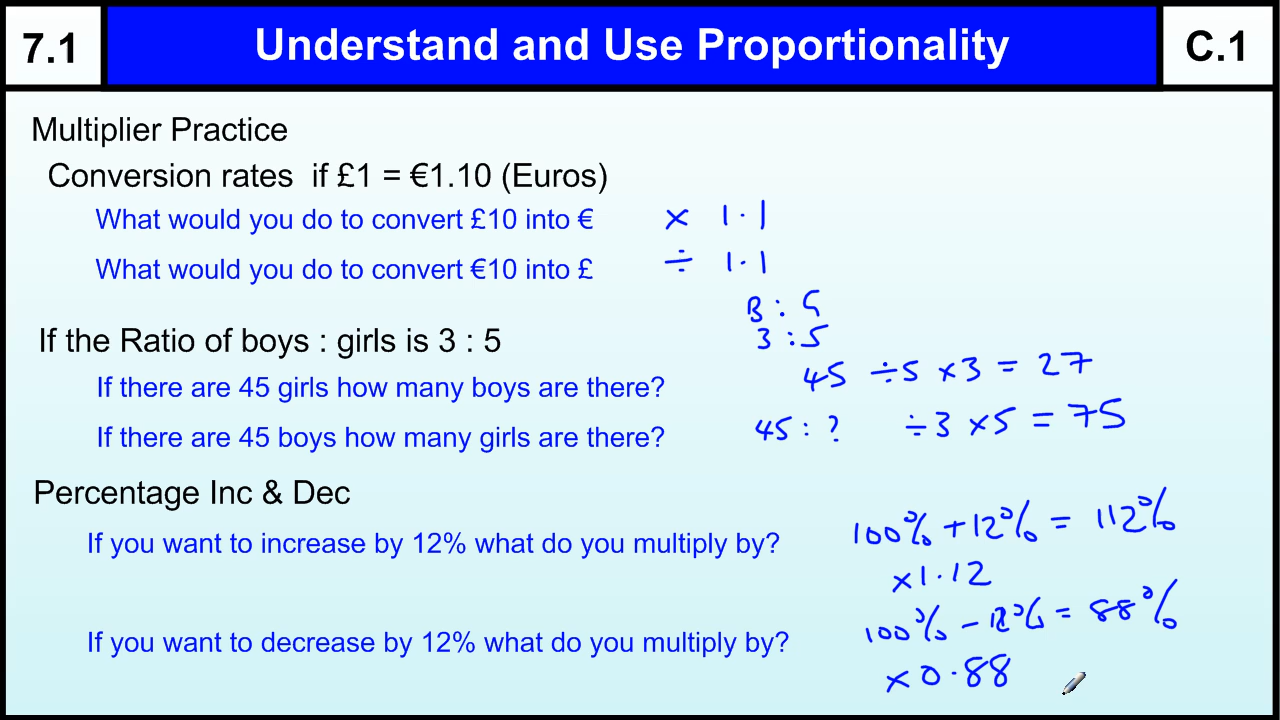 7.1 Understand and Use Proportionality C.1
Multiplier Practice
Conversion rates if £1 = €1.10 (Euros)
What would you do to convert £10 into € × 1.1
What would you do to convert €10 into £ ÷ 1.1
B : G
If the Ratio of boys : girls is 3 : 5 3 : 5
If there are 45 girls how many boys are there? 45 ÷5 ×3 = 27
If there are 45 boys how many girls are there? 45 : ? ÷3 ×5 = 75
Percentage Inc & Dec
If you want to increase by 12% what do you multiply by? 100% + 12% = 112%
×1.12
100% - 12% = 88%
If you want to decrease by 12% what do you multiply by?
×0.88